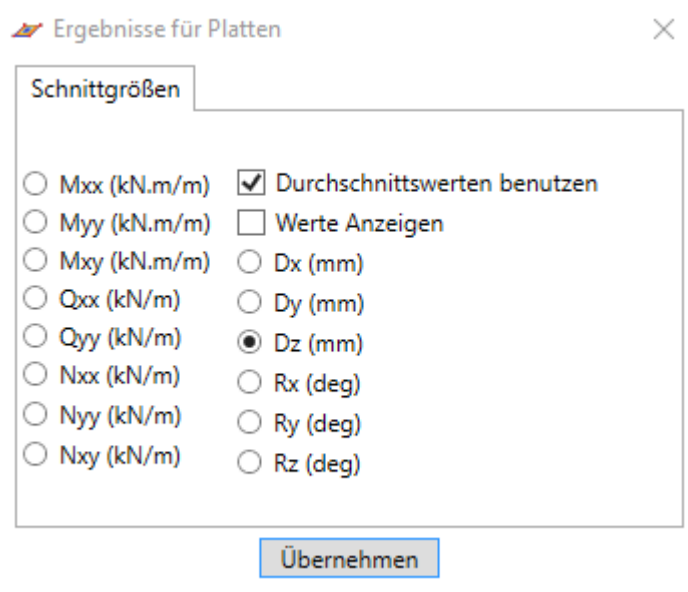 Ergebnisse für Platten
Schnittgrößen
Mxx (kN.m/m)
Myy (kN.m/m)
Mxy (kN.m/m)
Qxx (kN/m)
Qyy (kN/m)
Nxx (kN/m)
Nyy (kN/m)
Nxy (kN/m)
Durchschnittswerten benutzen
Werte Anzeigen
Dx (mm)
Dy (mm)
Dz (mm)
Rx (deg)
Ry (deg)
Rz (deg)
Übernehmen